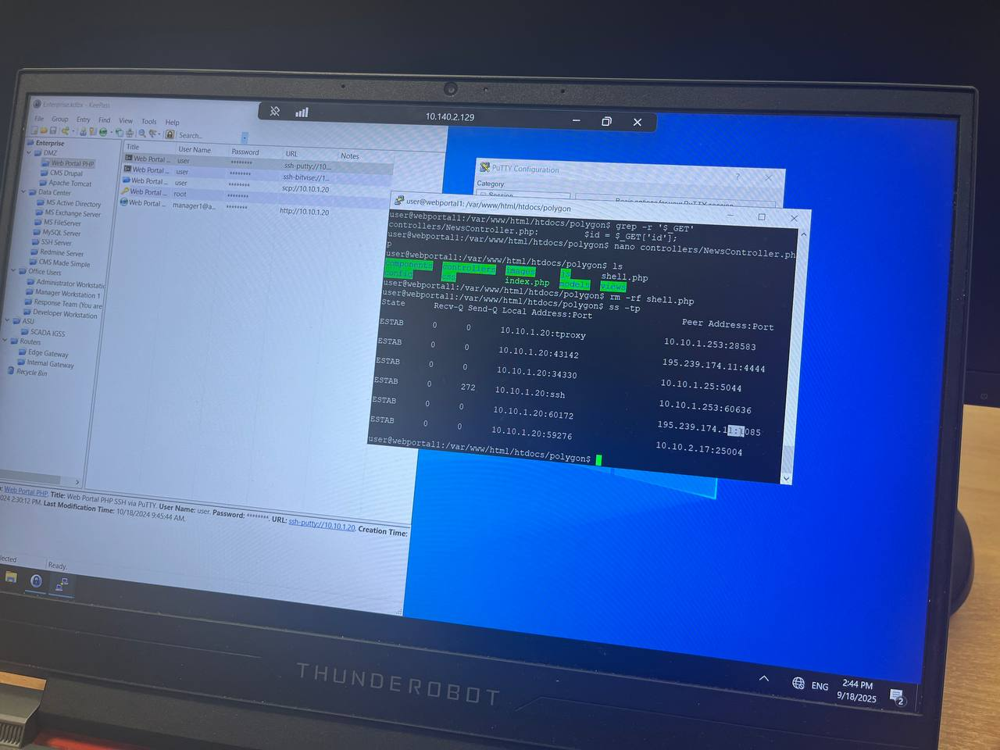 10.140.2.129
Enterprise.kdbx - KeePass
File Group Entry Find View Tools Help
Search...
Enterprise
DMZ
Web Portal PHP
CMS Drupal
Apache Tomcat
Data Center
MS Active Directory
MS Exchange Server
MS FileServer
MySQL Server
SSH Server
Redmine Server
CMS Made Simple
Office Users
Administrator Workstatio
Manager Workstation 1
Response Team (You are
Developer Workstation
ASU
SCADA IGSS
Routers
Edge Gateway
Internal Gateway
Recycle Bin
Title User Name Password URL Notes
Web Portal ... user ******** ssh-putty://10...
Web Portal ... user ******** ssh-bitvise://1...
Web Portal ... user ******** scp://10.10.1.20
Web Portal ... root ********
Web Portal ... manager1@a... ******** http://10.10.1.20
Web Portal PHP. Title: Web Portal PHP SSH via PuTTY. User Name: user. Password: ********. URL: ssh-putty://10.10.1.20. Creation Time:
024 2:30:12 PM. Last Modification Time: 10/18/2024 9:45:44 AM.
lected Ready.
PuTTY Configuration
? 
Category:
Session
Basic options for your PuTTY session
user@webportal1: /var/www/html/htdocs/polygon
user@webportal1:/var/www/html/htdocs/polygon$ grep -r '$_GET'
controllers/NewsController.php: $id = $_GET['id'];
user@webportal1:/var/www/html/htdocs/polygon$ nano controllers/NewsController.ph
p
user@webportal1:/var/www/html/htdocs/polygon$ ls
components controllers images js shell.php
config css index.php models views
user@webportal1:/var/www/html/htdocs/polygon$ rm -rf shell.php
user@webportal1:/var/www/html/htdocs/polygon$ ss -tp
State Recv-Q Send-Q Local Address:Port Peer Address:Port
ESTAB 0 0 10.10.1.20:tproxy 10.10.1.253:28583
ESTAB 0 0 10.10.1.20:43142 195.239.174.11:4444
ESTAB 0 0 10.10.1.20:34330 10.10.1.25:5044
ESTAB 0 272 10.10.1.20:ssh 10.10.1.253:60636
ESTAB 0 0 10.10.1.20:60172 195.239.174.11:1085
ESTAB 0 0 10.10.1.20:59276 10.10.2.17:25004
user@webportal1:/var/www/html/htdocs/polygon$
ENG
2:44 PM
9/18/2025
2
THUNDEROBOT